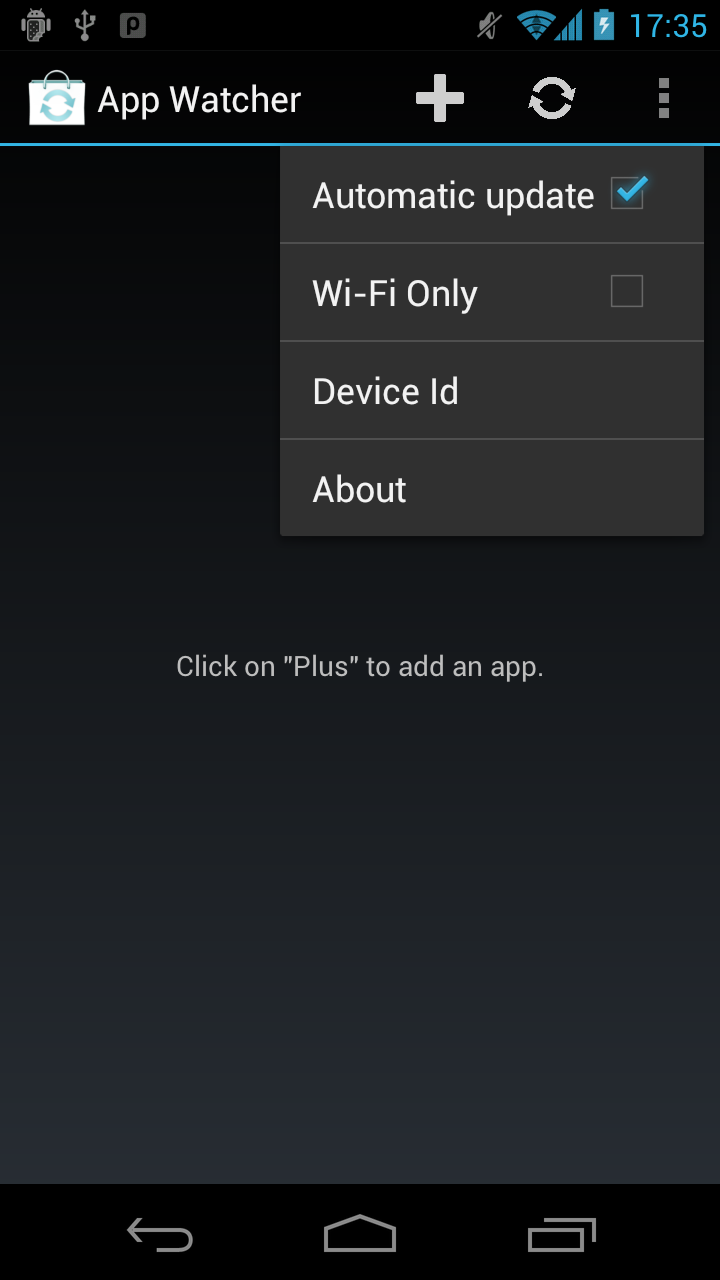 17:35
App Watcher
Automatic update
Wi-Fi Only
Device Id
About
Click on "Plus" to add an app.